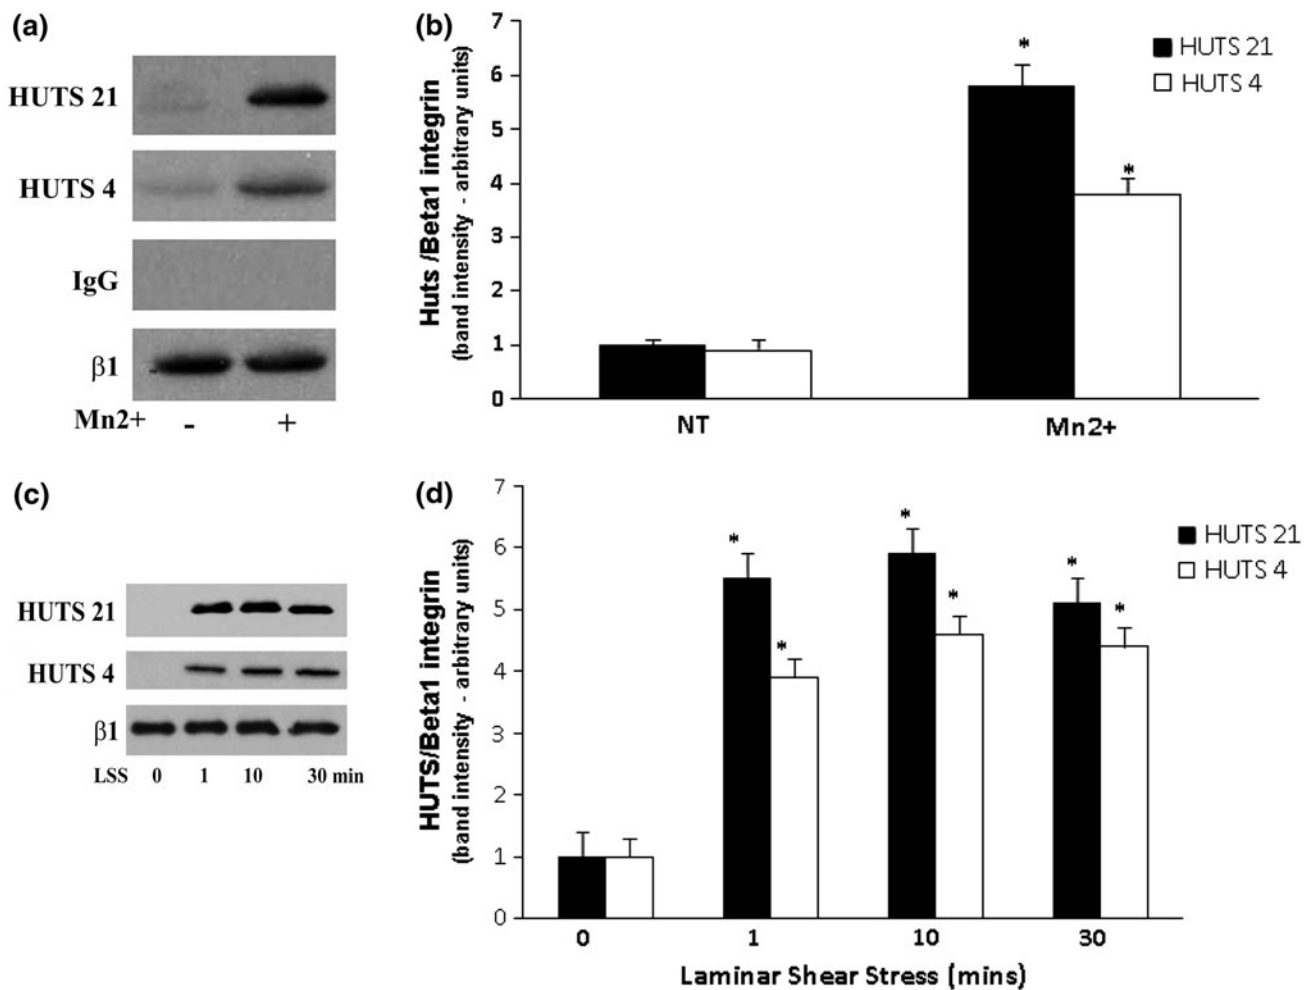 (a)
HUTS 21
HUTS 4
IgG
β1
Mn2+ - +
(b)
Huts /Beta1 integrin
(band intensity - arbitrary units)
7
6
5
4
3
2
1
0
* *
NT Mn2+
HUTS 21
HUTS 4
(c)
HUTS 21
HUTS 4
β1
LSS 0 1 10 30 min
(d)
HUTS/Beta1 integrin
(band intensity - arbitrary units)
7
6
5
4
3
2
1
0
* * * * * *
0 1 10 30
Laminar Shear Stress (mins)
HUTS 21
HUTS 4